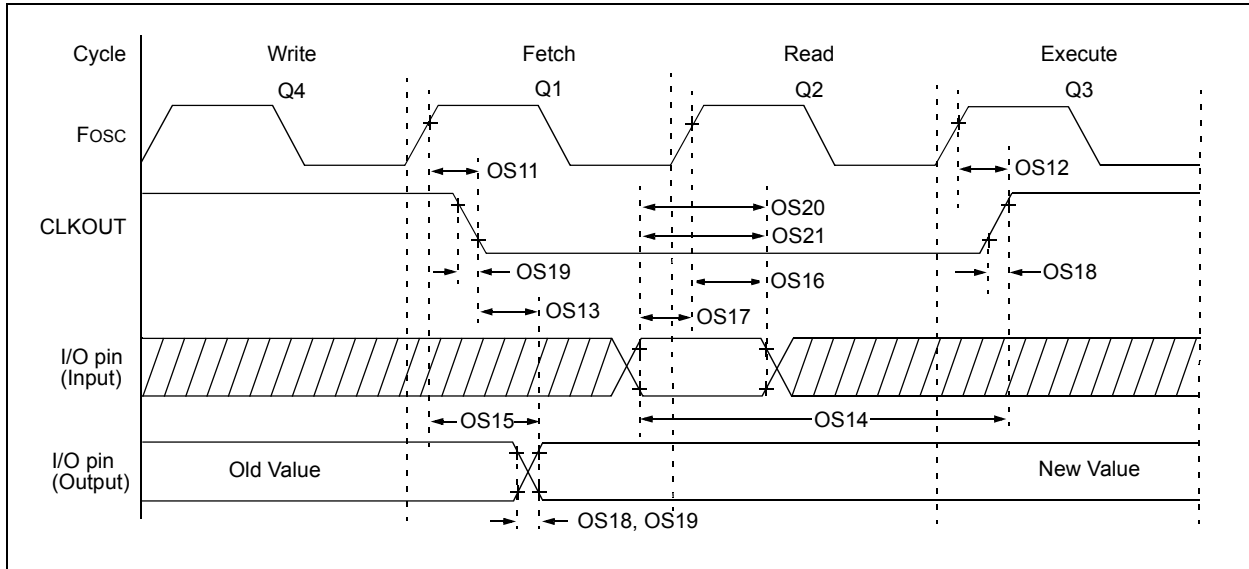 Cycle Write Fetch Read Execute
Q4 Q1 Q2 Q3
FOSC
OS11 OS12
OS20
CLKOUT OS21
OS19 OS16 OS18
OS13 OS17
I/O pin
(Input)
OS15 OS14
I/O pin
(Output)
Old Value New Value
OS18, OS19